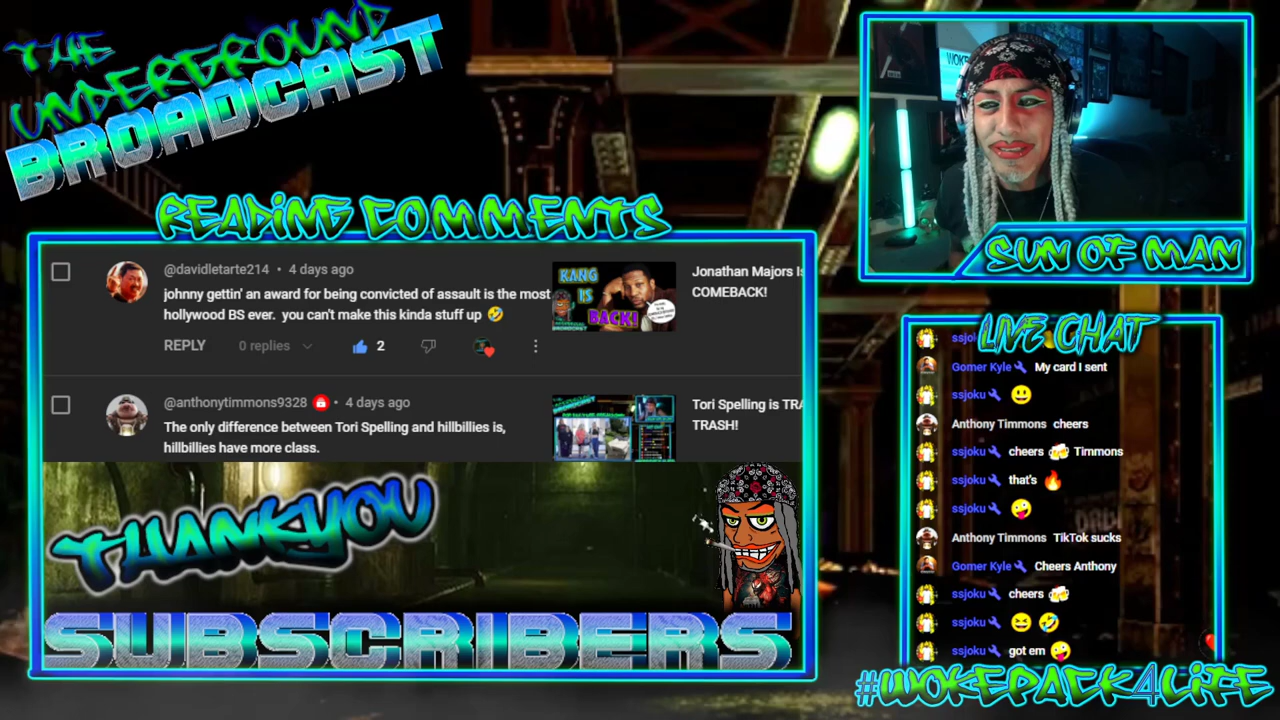 THE
UNDERGROUND
BROADCAST
READING COMMENTS
@davidletarte214 • 4 days ago
johnny gettin' an award for being convicted of assault is the most
hollywood BS ever. you can't make this kinda stuff up 🤣
REPLY 0 replies 2
KANG
IS
BACK!
Jonathan Majors Is
COMEBACK!
@anthonytimmons9328 • 4 days ago
The only difference between Tori Spelling and hillbillies is,
hillbillies have more class.
Tori Spelling is TRA
TRASH!
THANKYOU
SUBSCRIBERS
WOKE
SUN OF MAN
LIVE CHAT
ssjo
Gomer Kyle My card I sent
ssjoku 😃
Anthony Timmons cheers
ssjoku cheers 🍻 Timmons
ssjoku that's 🔥
ssjoku 🤪
Anthony Timmons TikTok sucks
Gomer Kyle Cheers Anthony
ssjoku cheers 🍻
ssjoku 😆 🤣
ssjoku got em 🤪
#WOKEPACK4LIFE